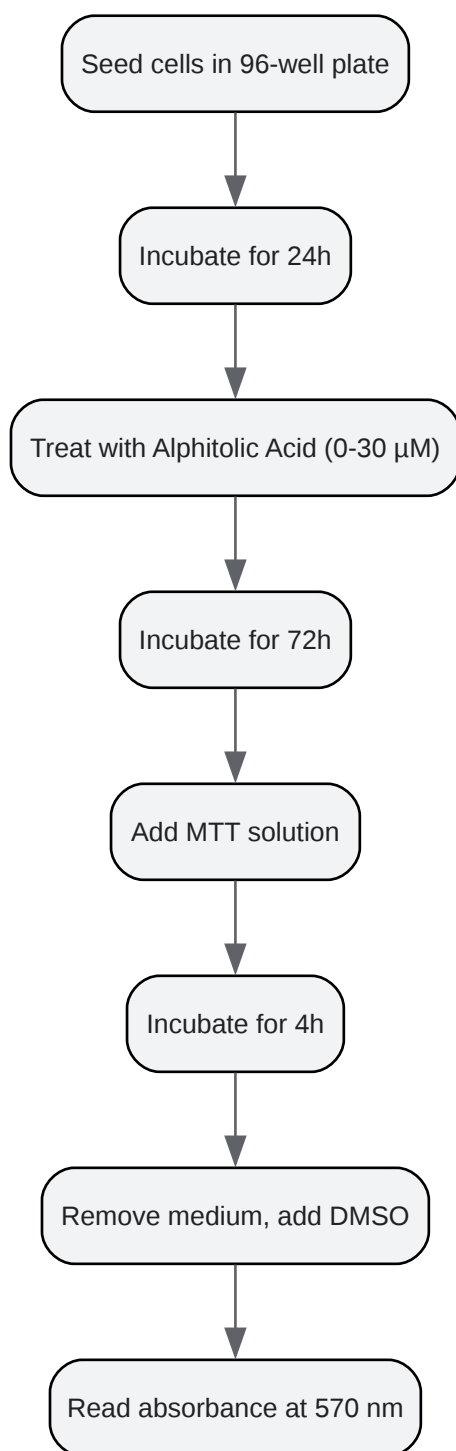 Seed cells in 96-well plate
Incubate for 24h
Treat with Alphitolic Acid (0-30 µM)
Incubate for 72h
Add MTT solution
Incubate for 4h
Remove medium, add DMSO
Read absorbance at 570 nm